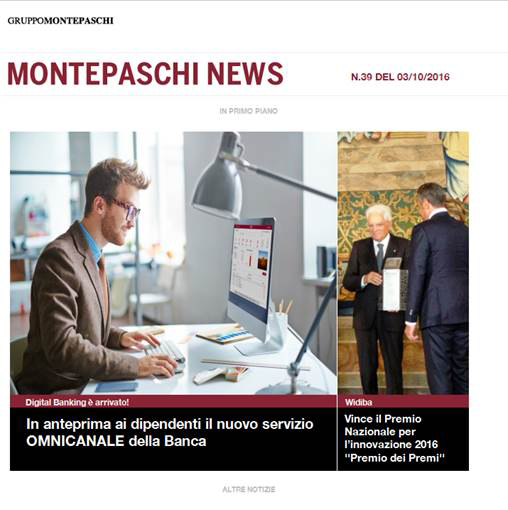 GRUPPOMONTEPASCHI
MONTEPASCHI NEWS
N.39 DEL 03/10/2016
IN PRIMO PIANO
Digital Banking è arrivato!
In anteprima ai dipendenti il nuovo servizio
OMNICANALE della Banca
Widiba
Vince il Premio
Nazionale per
l'innovazione 2016
"Premio dei Premi"
ALTRE NOTIZIE